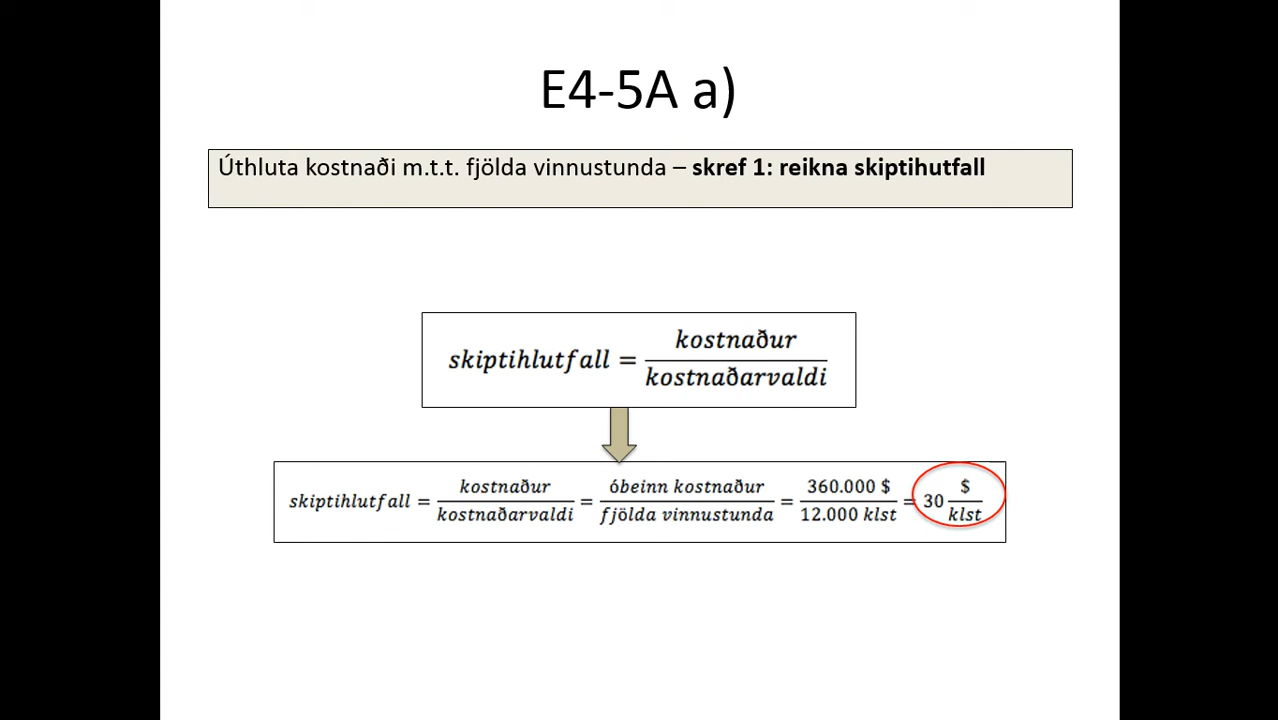 E4-5A a)
Úthluta kostnaði m.t.t. fjölda vinnustunda – skref 1: reikna skiptihutfall
skiptihlutfall = kostnaður / kostnaðarvaldi
skiptihlutfall = kostnaður / kostnaðarvaldi = óbeinn kostnaður / fjölda vinnustunda = 360.000 $ / 12.000 klst = 30 $ / klst